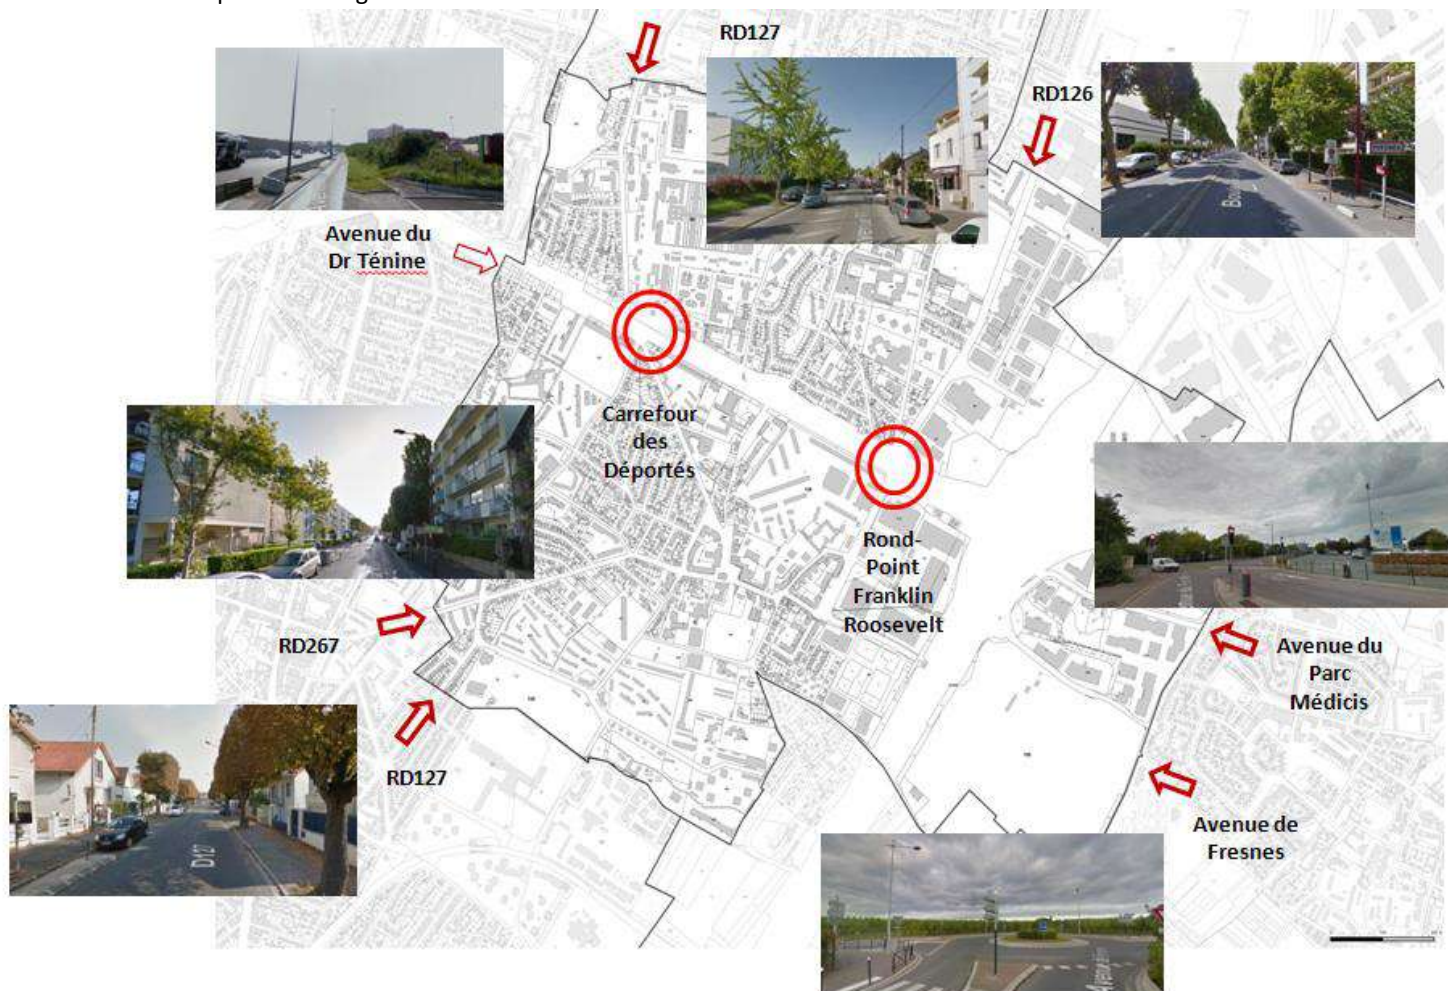 RD127
RD126
Avenue du
Dr Ténine
Carrefour
des
Déportés
Rond-
Point
Franklin
Roosevelt
RD267
Avenue du
Parc
Médicis
RD127
Avenue de
Fresnes
D127